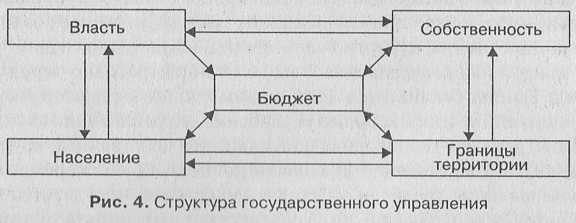 Власть
Собственность
Бюджет
Население
Границы
территории
Рис. 4. Структура государственного управления